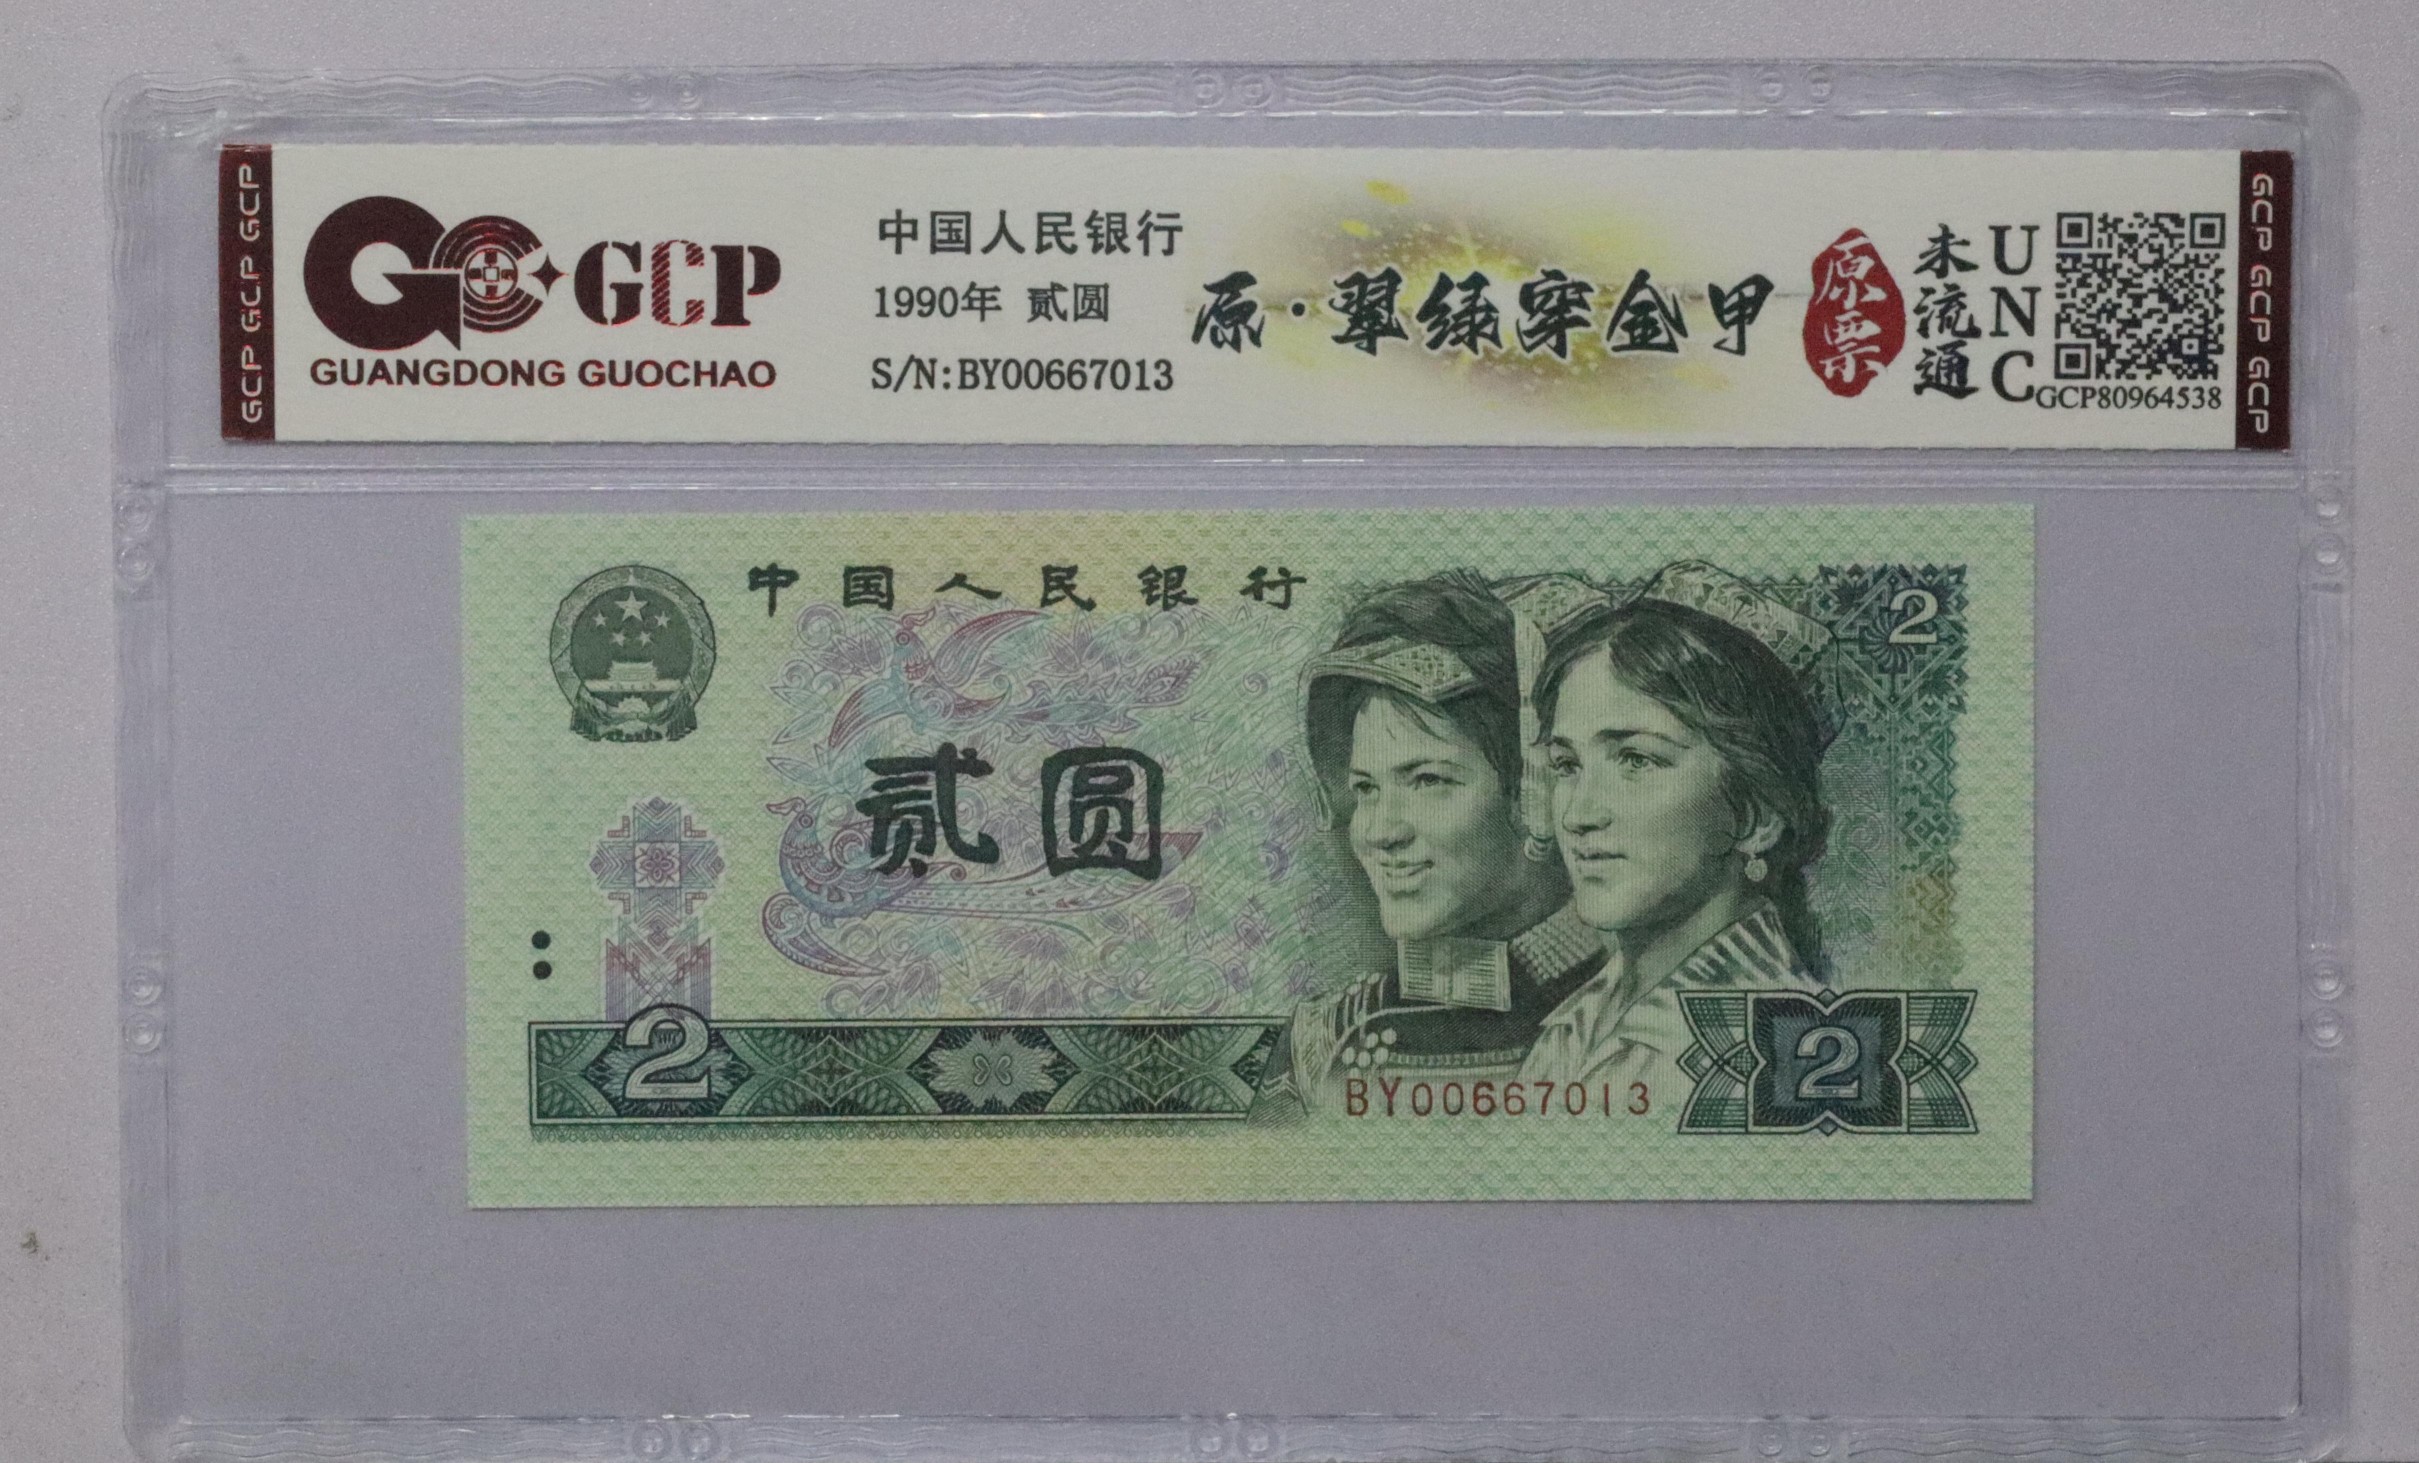 GCP GCP GCP
GCP
GUANGDONG GUOCHAO
中国人民银行
1990年 贰圆
S/N:BY00667013
原·翠绿穿金甲
原票
未流通
UNC
GCP80964538
GCP GCP GCP
中国人民银行
2
贰圆
2
BY00667013
2